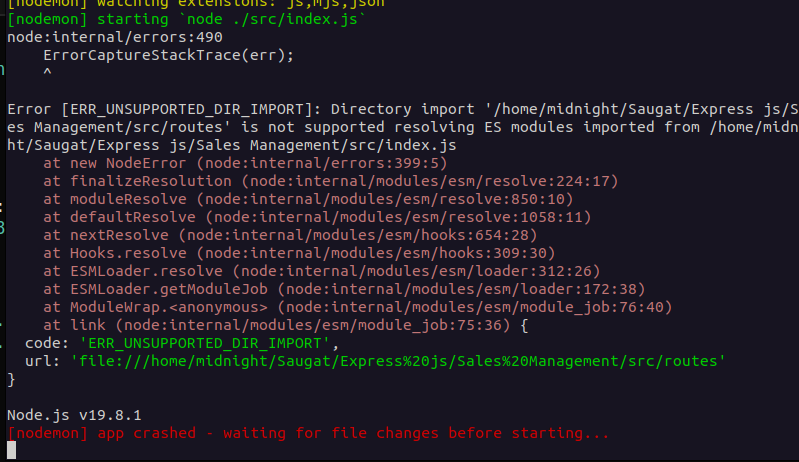 [nodemon] watching extensions: js,mjs,json
[nodemon] starting `node ./src/index.js`
node:internal/errors:490
    ErrorCaptureStackTrace(err);
    ^

Error [ERR_UNSUPPORTED_DIR_IMPORT]: Directory import '/home/midnight/Saugat/Express js/S
es Management/src/routes' is not supported resolving ES modules imported from /home/midn
ht/Saugat/Express js/Sales Management/src/index.js
    at new NodeError (node:internal/errors:399:5)
    at finalizeResolution (node:internal/modules/esm/resolve:224:17)
    at moduleResolve (node:internal/modules/esm/resolve:850:10)
    at defaultResolve (node:internal/modules/esm/resolve:1058:11)
    at nextResolve (node:internal/modules/esm/hooks:654:28)
    at Hooks.resolve (node:internal/modules/esm/hooks:309:30)
    at ESMLoader.resolve (node:internal/modules/esm/loader:312:26)
    at ESMLoader.getModuleJob (node:internal/modules/esm/loader:172:38)
    at ModuleWrap.<anonymous> (node:internal/modules/esm/module_job:76:40)
    at link (node:internal/modules/esm/module_job:75:36) {
  code: 'ERR_UNSUPPORTED_DIR_IMPORT',
  url: 'file:///home/midnight/Saugat/Express%20js/Sales%20Management/src/routes'
}

Node.js v19.8.1
[nodemon] app crashed - waiting for file changes before starting...